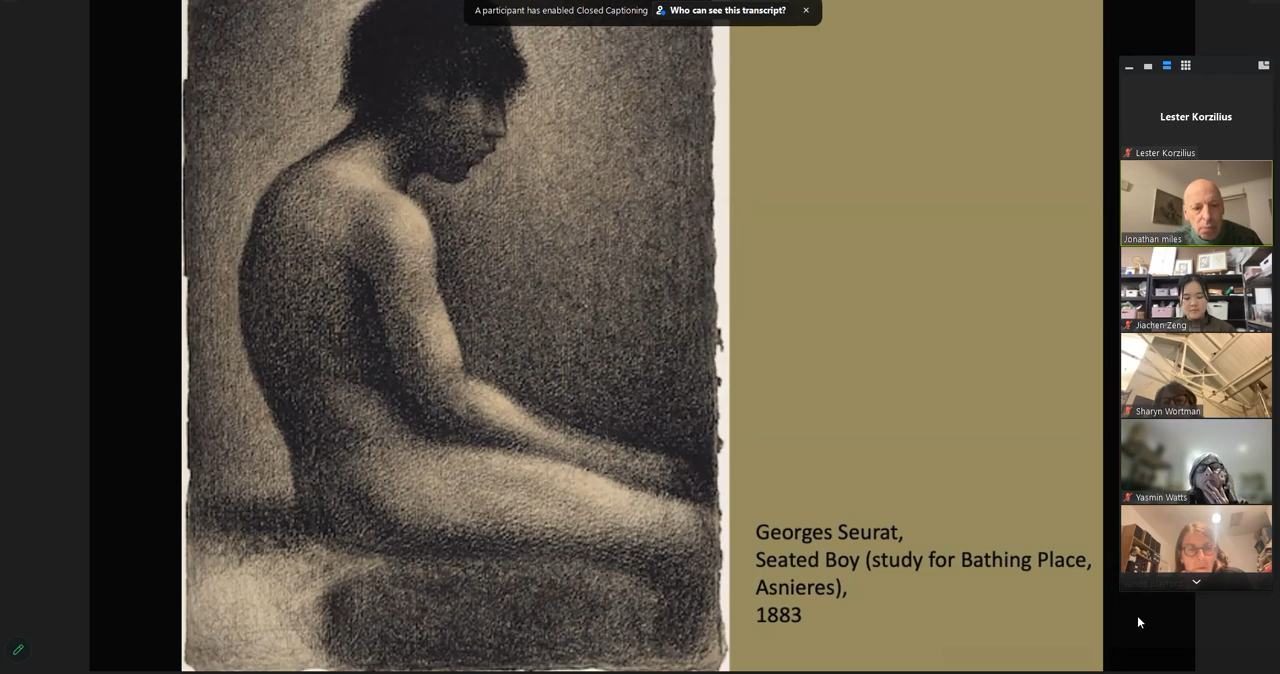 A participant has enabled Closed Captioning Who can see this transcript?
Georges Seurat,
Seated Boy (study for Bathing Place,
Asnieres),
1883
Lester Korzilius
Lester Korzilius
Jonathan miles
Jiachen Zeng
Sharyn Wortman
Yasmin Watts